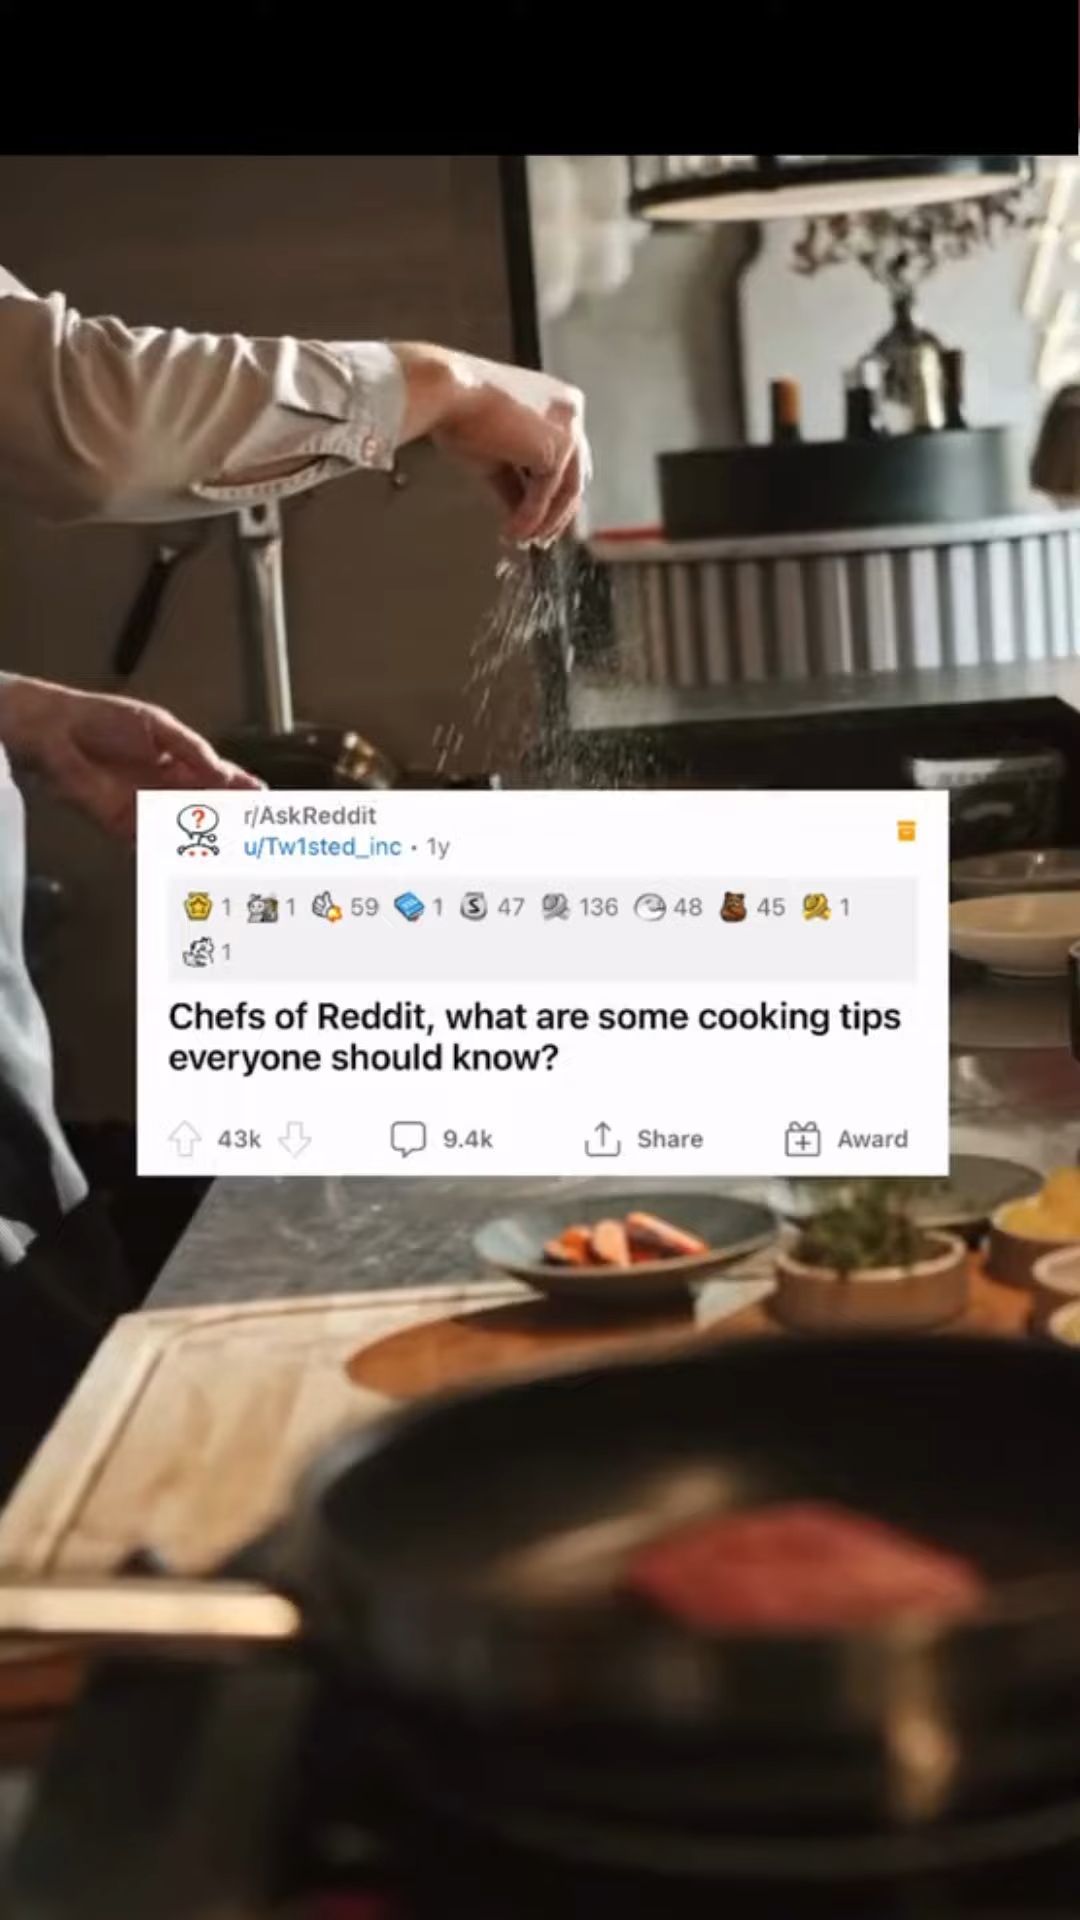 r/AskReddit
u/Tw1sted_inc • 1y
1 1 59 1 47 136 48 45 1
1
Chefs of Reddit, what are some cooking tips
everyone should know?
43k 9.4k Share Award